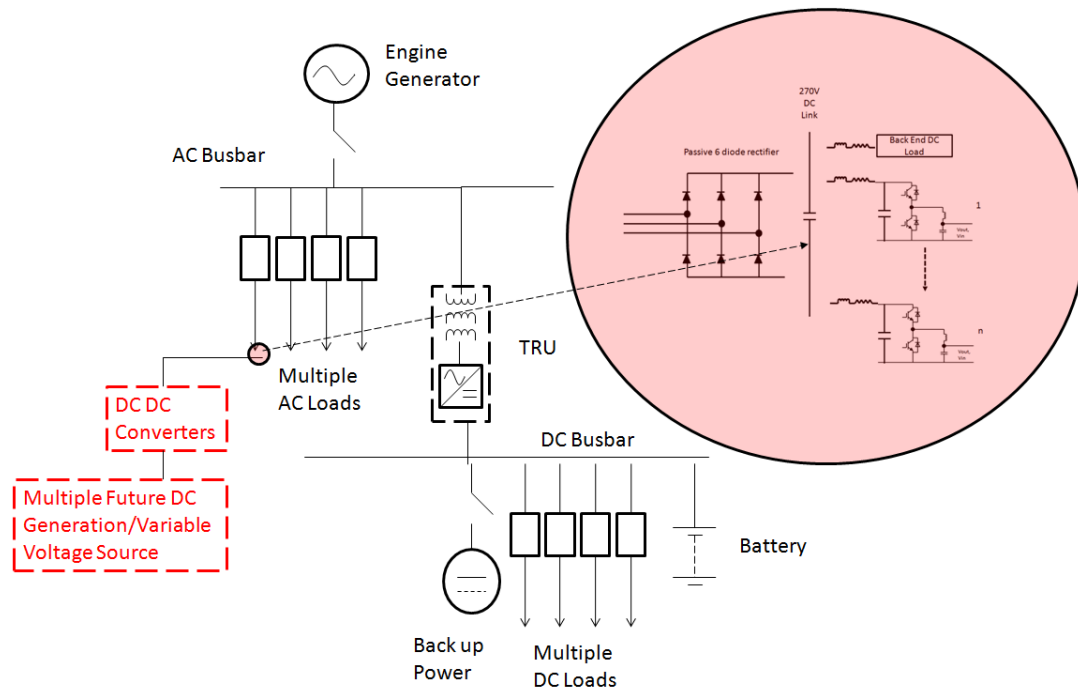 Engine
Generator
AC Busbar
270V
DC
Link
Passive 6 diode rectifier
Back End DC
Load
1
n
TRU
Multiple
AC Loads
DC DC
Converters
Multiple Future DC
Generation/Variable
Voltage Source
DC Busbar
Battery
Back up
Power
Multiple
DC Loads